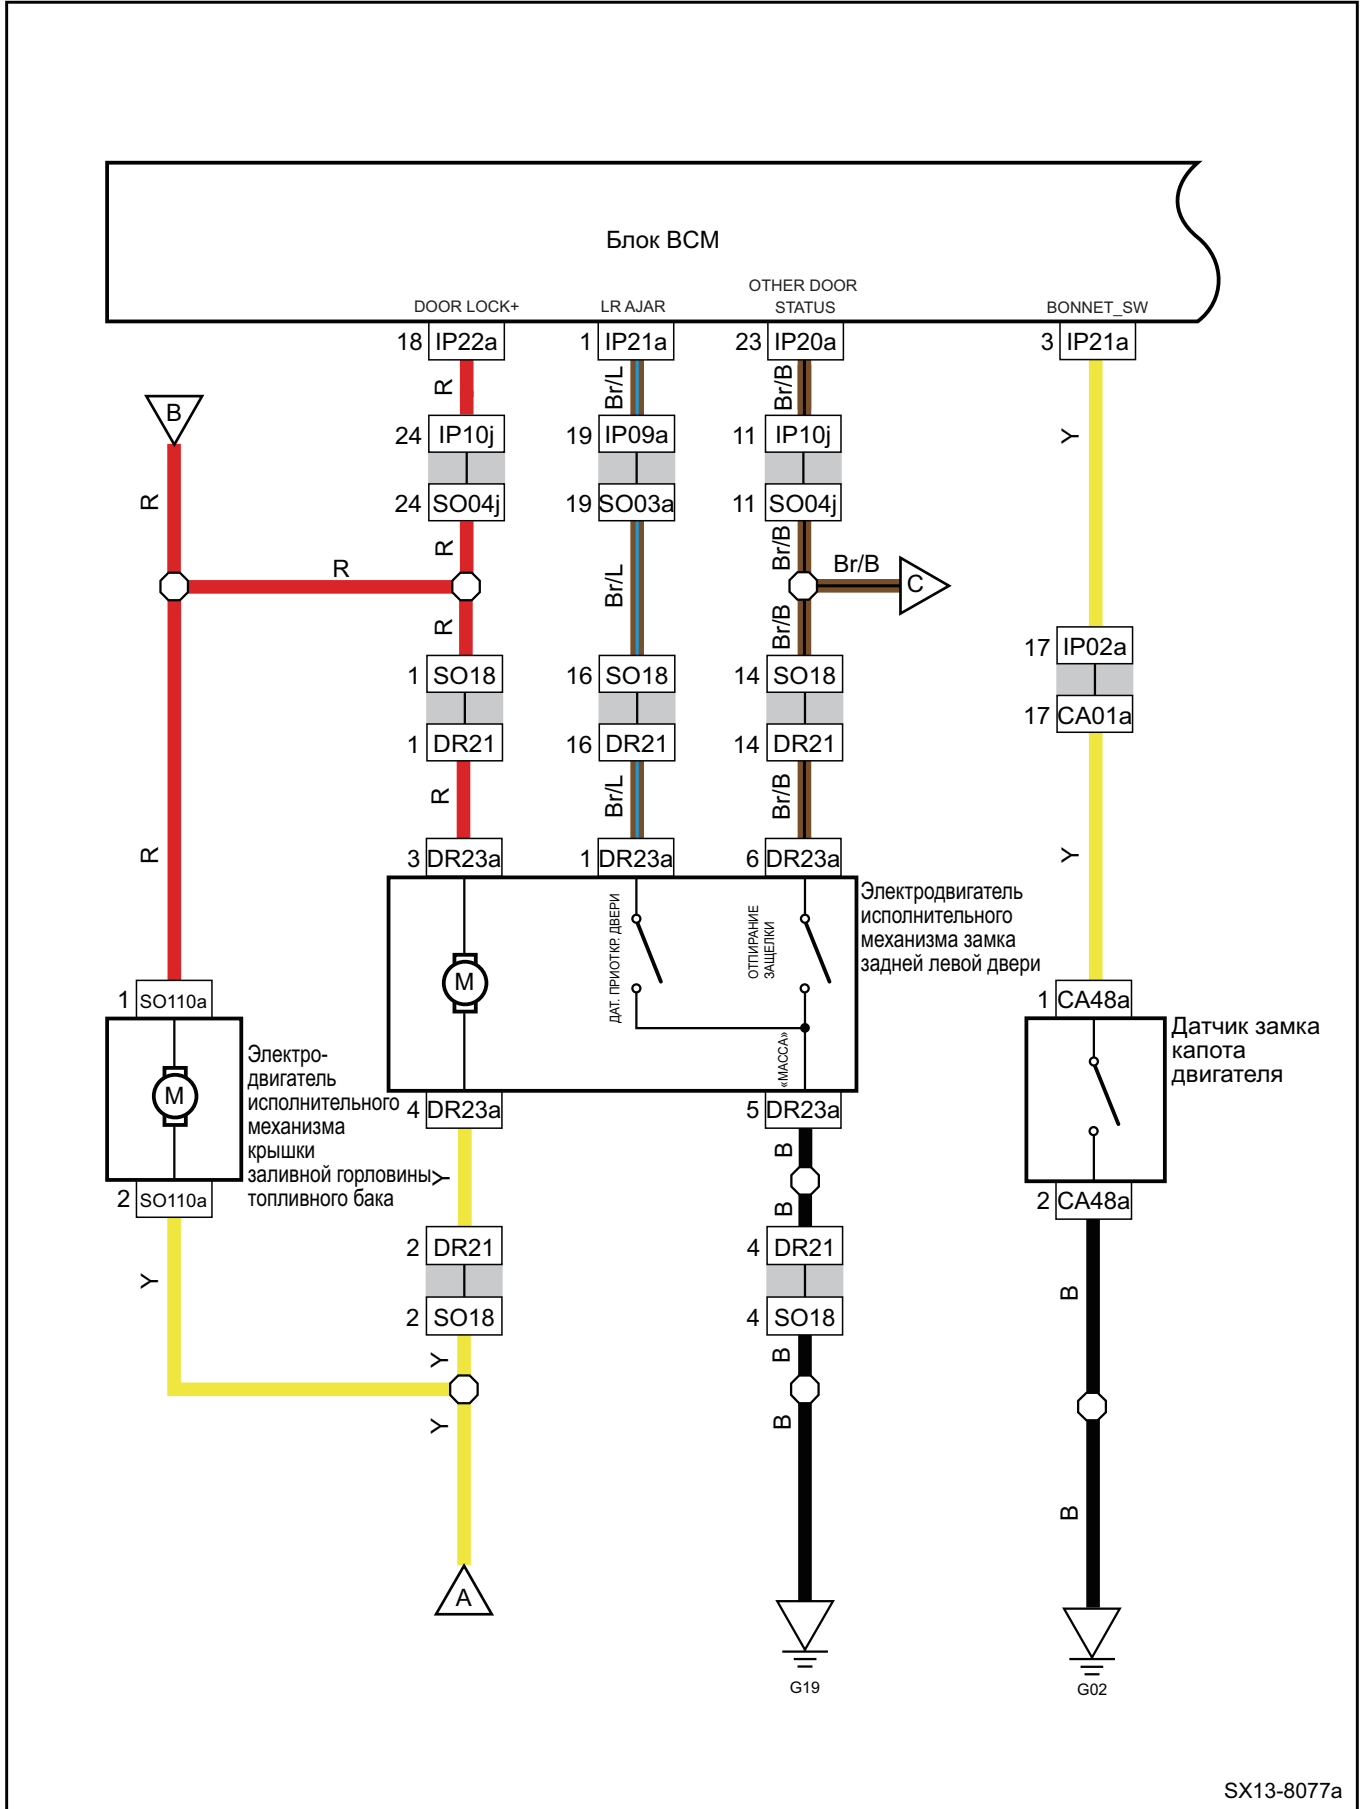 Блок BCM
OTHER DOOR
DOOR LOCK+ LR AJAR STATUS BONNET_SW
18 IP22a 1 IP21a 23 IP20a 3 IP21a
R Br/L Br/B
B
24 IP10j 19 IP09a 11 IP10j Y
24 SO04j 19 SO03a 11 SO04j
R R Br/B
R Br/L Br/B C
R Br/B
17 IP02a
1 SO18 16 SO18 14 SO18
17 CA01a
1 DR21 16 DR21 14 DR21
R Br/L Br/B
R Y
3 DR23a 1 DR23a 6 DR23a
Электродвигатель
исполнительного
механизма замка
задней левой двери
ДАТ. ПРИОТКР. ДВЕРИ
ОТПИРАНИЕ
ЗАЩЕЛКИ
M
«МАССА»
1 SO110a
1 CA48a
Датчик замка
капота
двигателя
Электро-
двигатель
исполнительного
механизма
крышки
заливной горловины
топливного бака
M
4 DR23a 5 DR23a
Y B
2 SO110a
2 CA48a
B
2 DR21 4 DR21
Y B
2 SO18 4 SO18
Y B
Y B
B
A
G19 G02
SX13-8077a